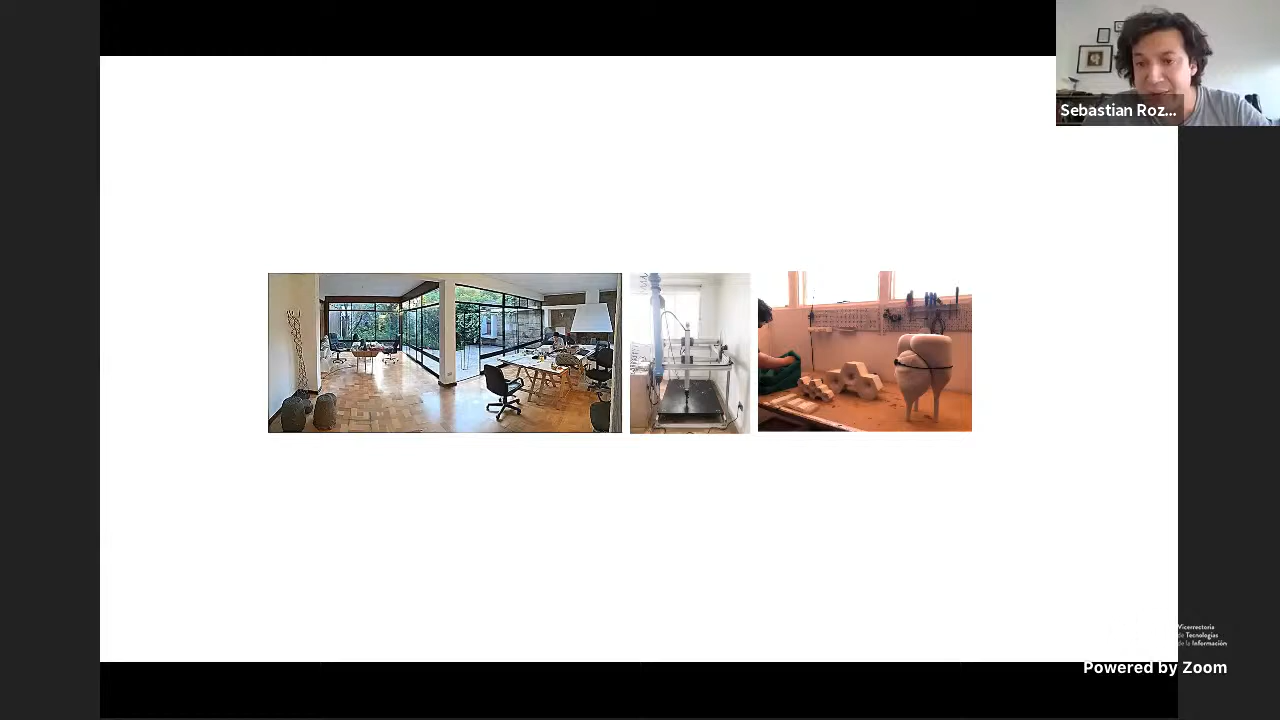 Sebastian Roz...
Vicerrectoría
de Tecnologías
de la Información
Powered by Zoom